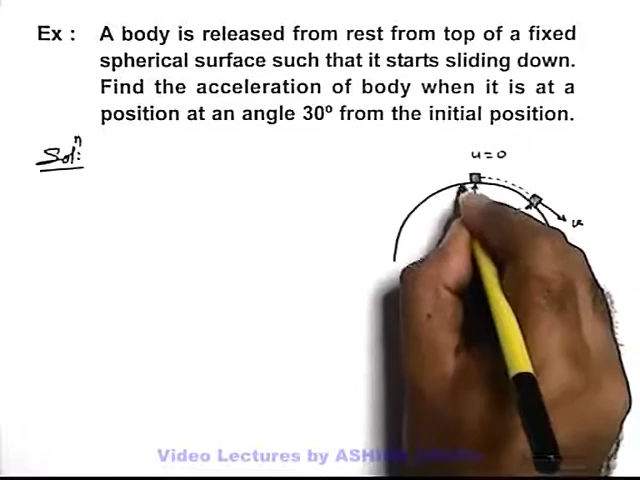 Ex : A body is released from rest from top of a fixed
spherical surface such that it starts sliding down.
Find the acceleration of body when it is at a
position at an angle 30º from the initial position.
Solⁿ:
u=0
v
Video Lectures by ASHISH